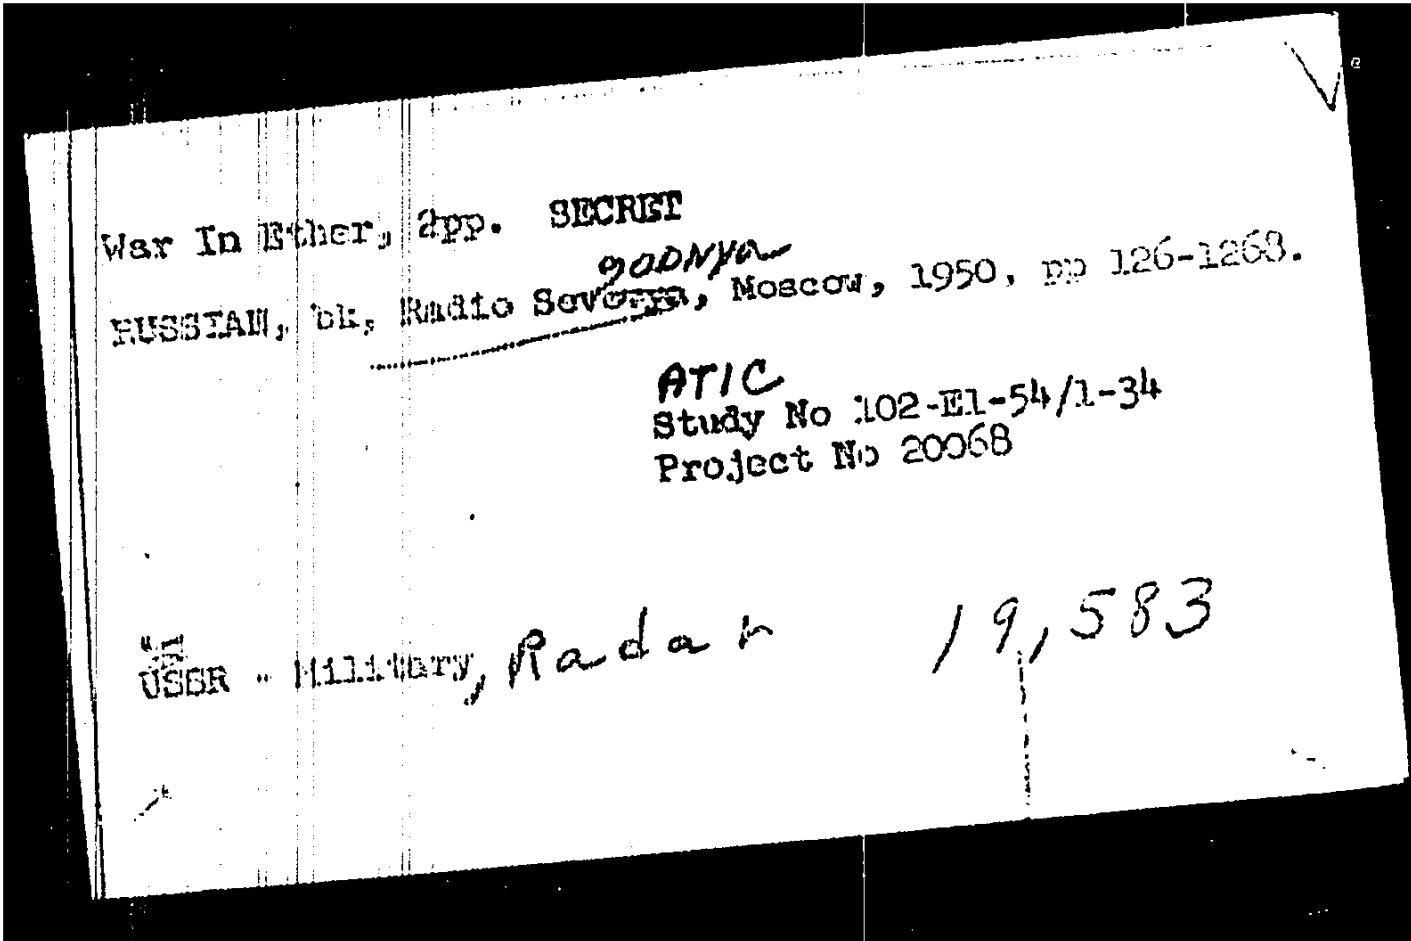 War In Ether, 2pp. SECRET
godnya
RUSSIAN, bk, Radio Sevorya, Moscow, 1950, pp 126-1268.
ATIC
Study No 102-E1-54/1-34
Project No 20068
USSR - Military, Radar 19,583